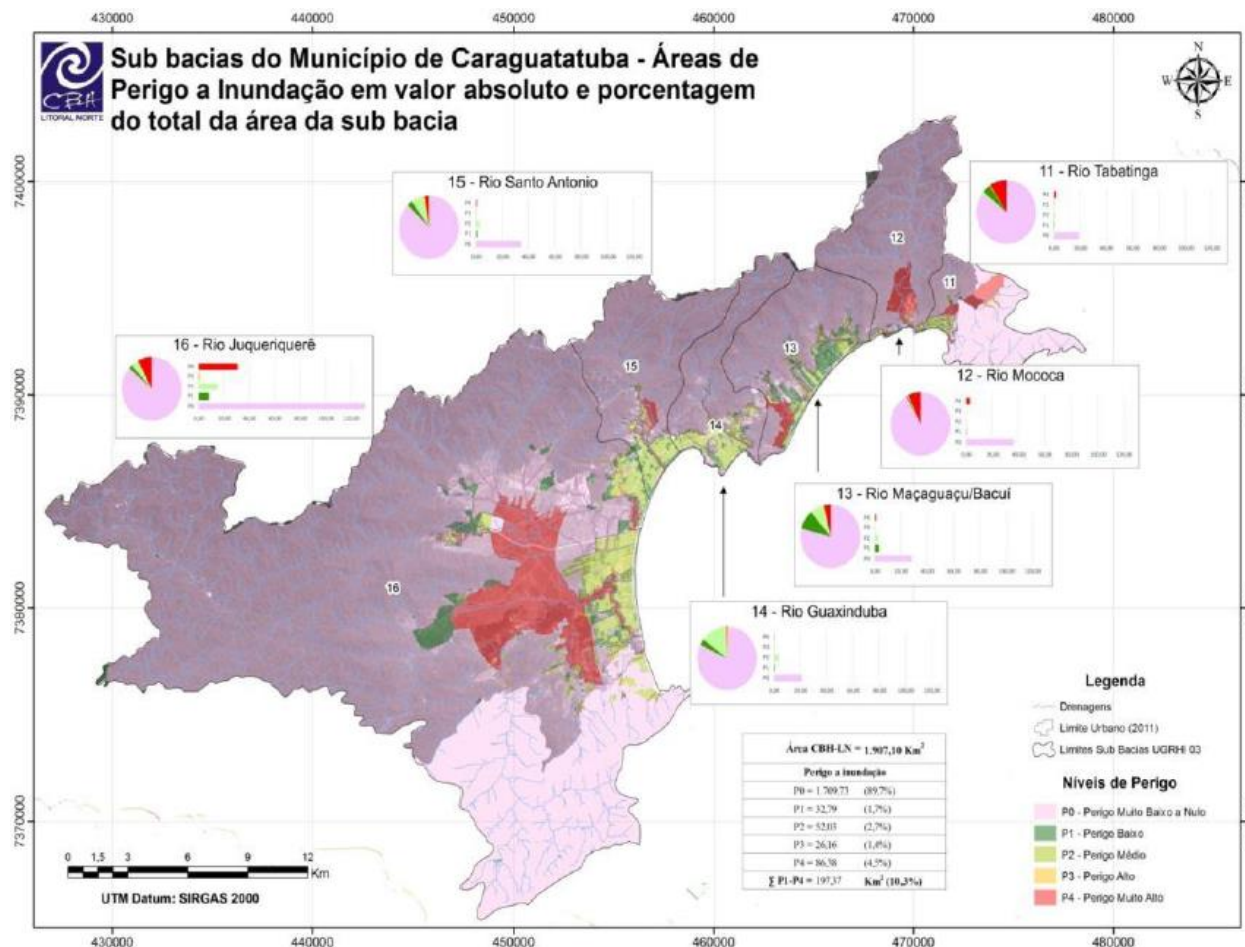 430000 440000 450000 460000 470000 480000
CBH
LITORAL NORTE
Sub bacias do Município de Caraguatatuba - Áreas de
Perigo a Inundação em valor absoluto e porcentagem
do total da área da sub bacia
N
W E
S
7400000
7390000
7380000
7370000
15 - Rio Santo Antonio
11 - Rio Tabatinga
16 - Rio Juqueriquerê
12 - Rio Mococa
13 - Rio Maçaguaçu/Bacuí
14 - Rio Guaxinduba
12
11
13
15
14
16
Área CBH-LN = 1.907,10 Km²
Perigo a inundação
P0 = 1.709,73 (89,7%)
P1 = 32,79 (1,7%)
P2 = 52,03 (2,7%)
P3 = 26,16 (1,4%)
P4 = 86,38 (4,5%)
∑ P1-P4 = 197,37 Km² (10,3%)
Legenda
Drenagens
Limite Urbano (2011)
Limites Sub Bacias UGRHI 03
Níveis de Perigo
P0 - Perigo Muito Baixo a Nulo
P1 - Perigo Baixo
P2 - Perigo Médio
P3 - Perigo Alto
P4 - Perigo Muito Alto
0 1,5 3 6 9 12
Km
UTM Datum: SIRGAS 2000
430000 440000 450000 460000 470000 480000